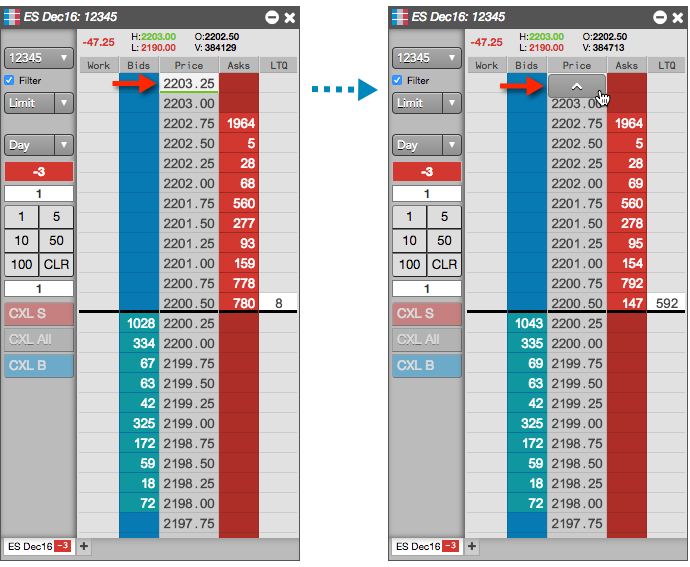 ES Dec16: 12345
-47.25 H:2203.00 O:2202.50
L: 2190.00 V: 384129
12345
Filter
Limit
Day
-3
1
1 5
10 50
100 CLR
1
CXL S
CXL All
CXL B
Work Bids Price Asks LTQ
2203.25
2203.00
2202.75 1964
2202.50 5
2202.25 28
2202.00 68
2201.75 560
2201.50 277
2201.25 93
2201.00 159
2200.75 778
2200.50 780 8
1028 2200.25
334 2200.00
67 2199.75
63 2199.50
42 2199.25
325 2199.00
172 2198.75
59 2198.50
18 2198.25
72 2198.00
2197.75
ES Dec16 -3 +
ES Dec16: 12345
-47.25 H:2203.00 O:2202.50
L: 2190.00 V: 384713
12345
Filter
Limit
Day
-3
1
1 5
10 50
100 CLR
1
CXL S
CXL All
CXL B
Work Bids Price Asks LTQ
2203.00
2202.75 1964
2202.50 5
2202.25 28
2202.00 69
2201.75 560
2201.50 278
2201.25 95
2201.00 154
2200.75 792
2200.50 147 592
1043 2200.25
335 2200.00
69 2199.75
63 2199.50
42 2199.25
325 2199.00
172 2198.75
59 2198.50
18 2198.25
72 2198.00
2197.75
ES Dec16 -3 +